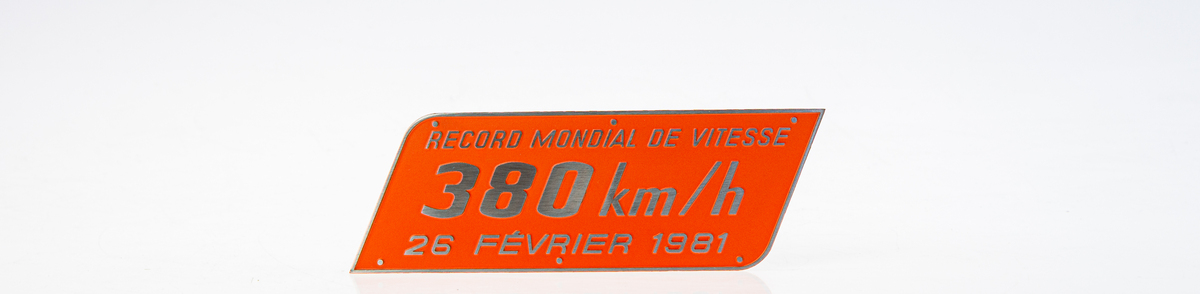 RECORD MONDIAL DE VITESSE
380 km/h
26 FÉVRIER 1981